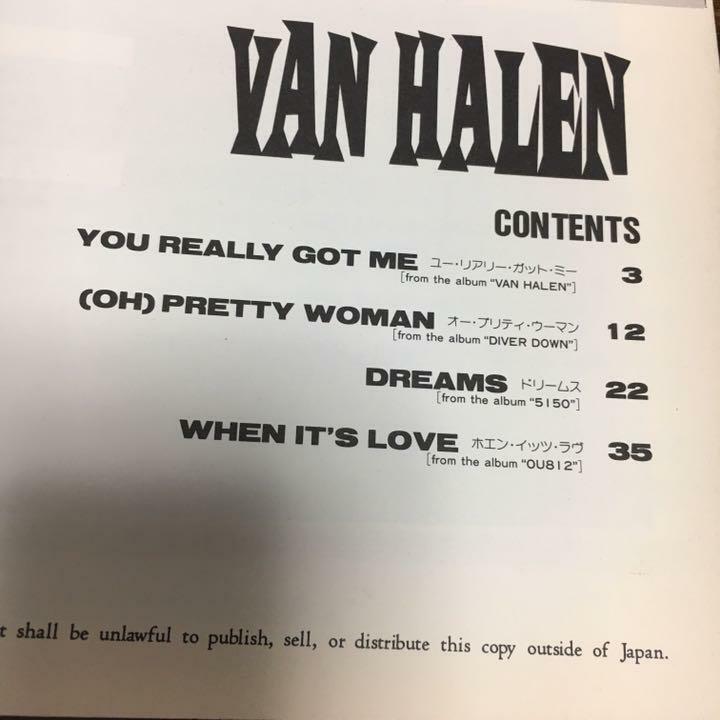 VAN HALEN
CONTENTS
YOU REALLY GOT ME ユー・リアリー・ガット・ミー 3
[from the album "VAN HALEN"]
(OH) PRETTY WOMAN オー・プリティ・ウーマン 12
[from the album "DIVER DOWN"]
DREAMS ドリームス 22
[from the album "5150"]
WHEN IT'S LOVE ホエン・イッツ・ラヴ 35
[from the album "OU812"]
t shall be unlawful to publish, sell, or distribute this copy outside of Japan.